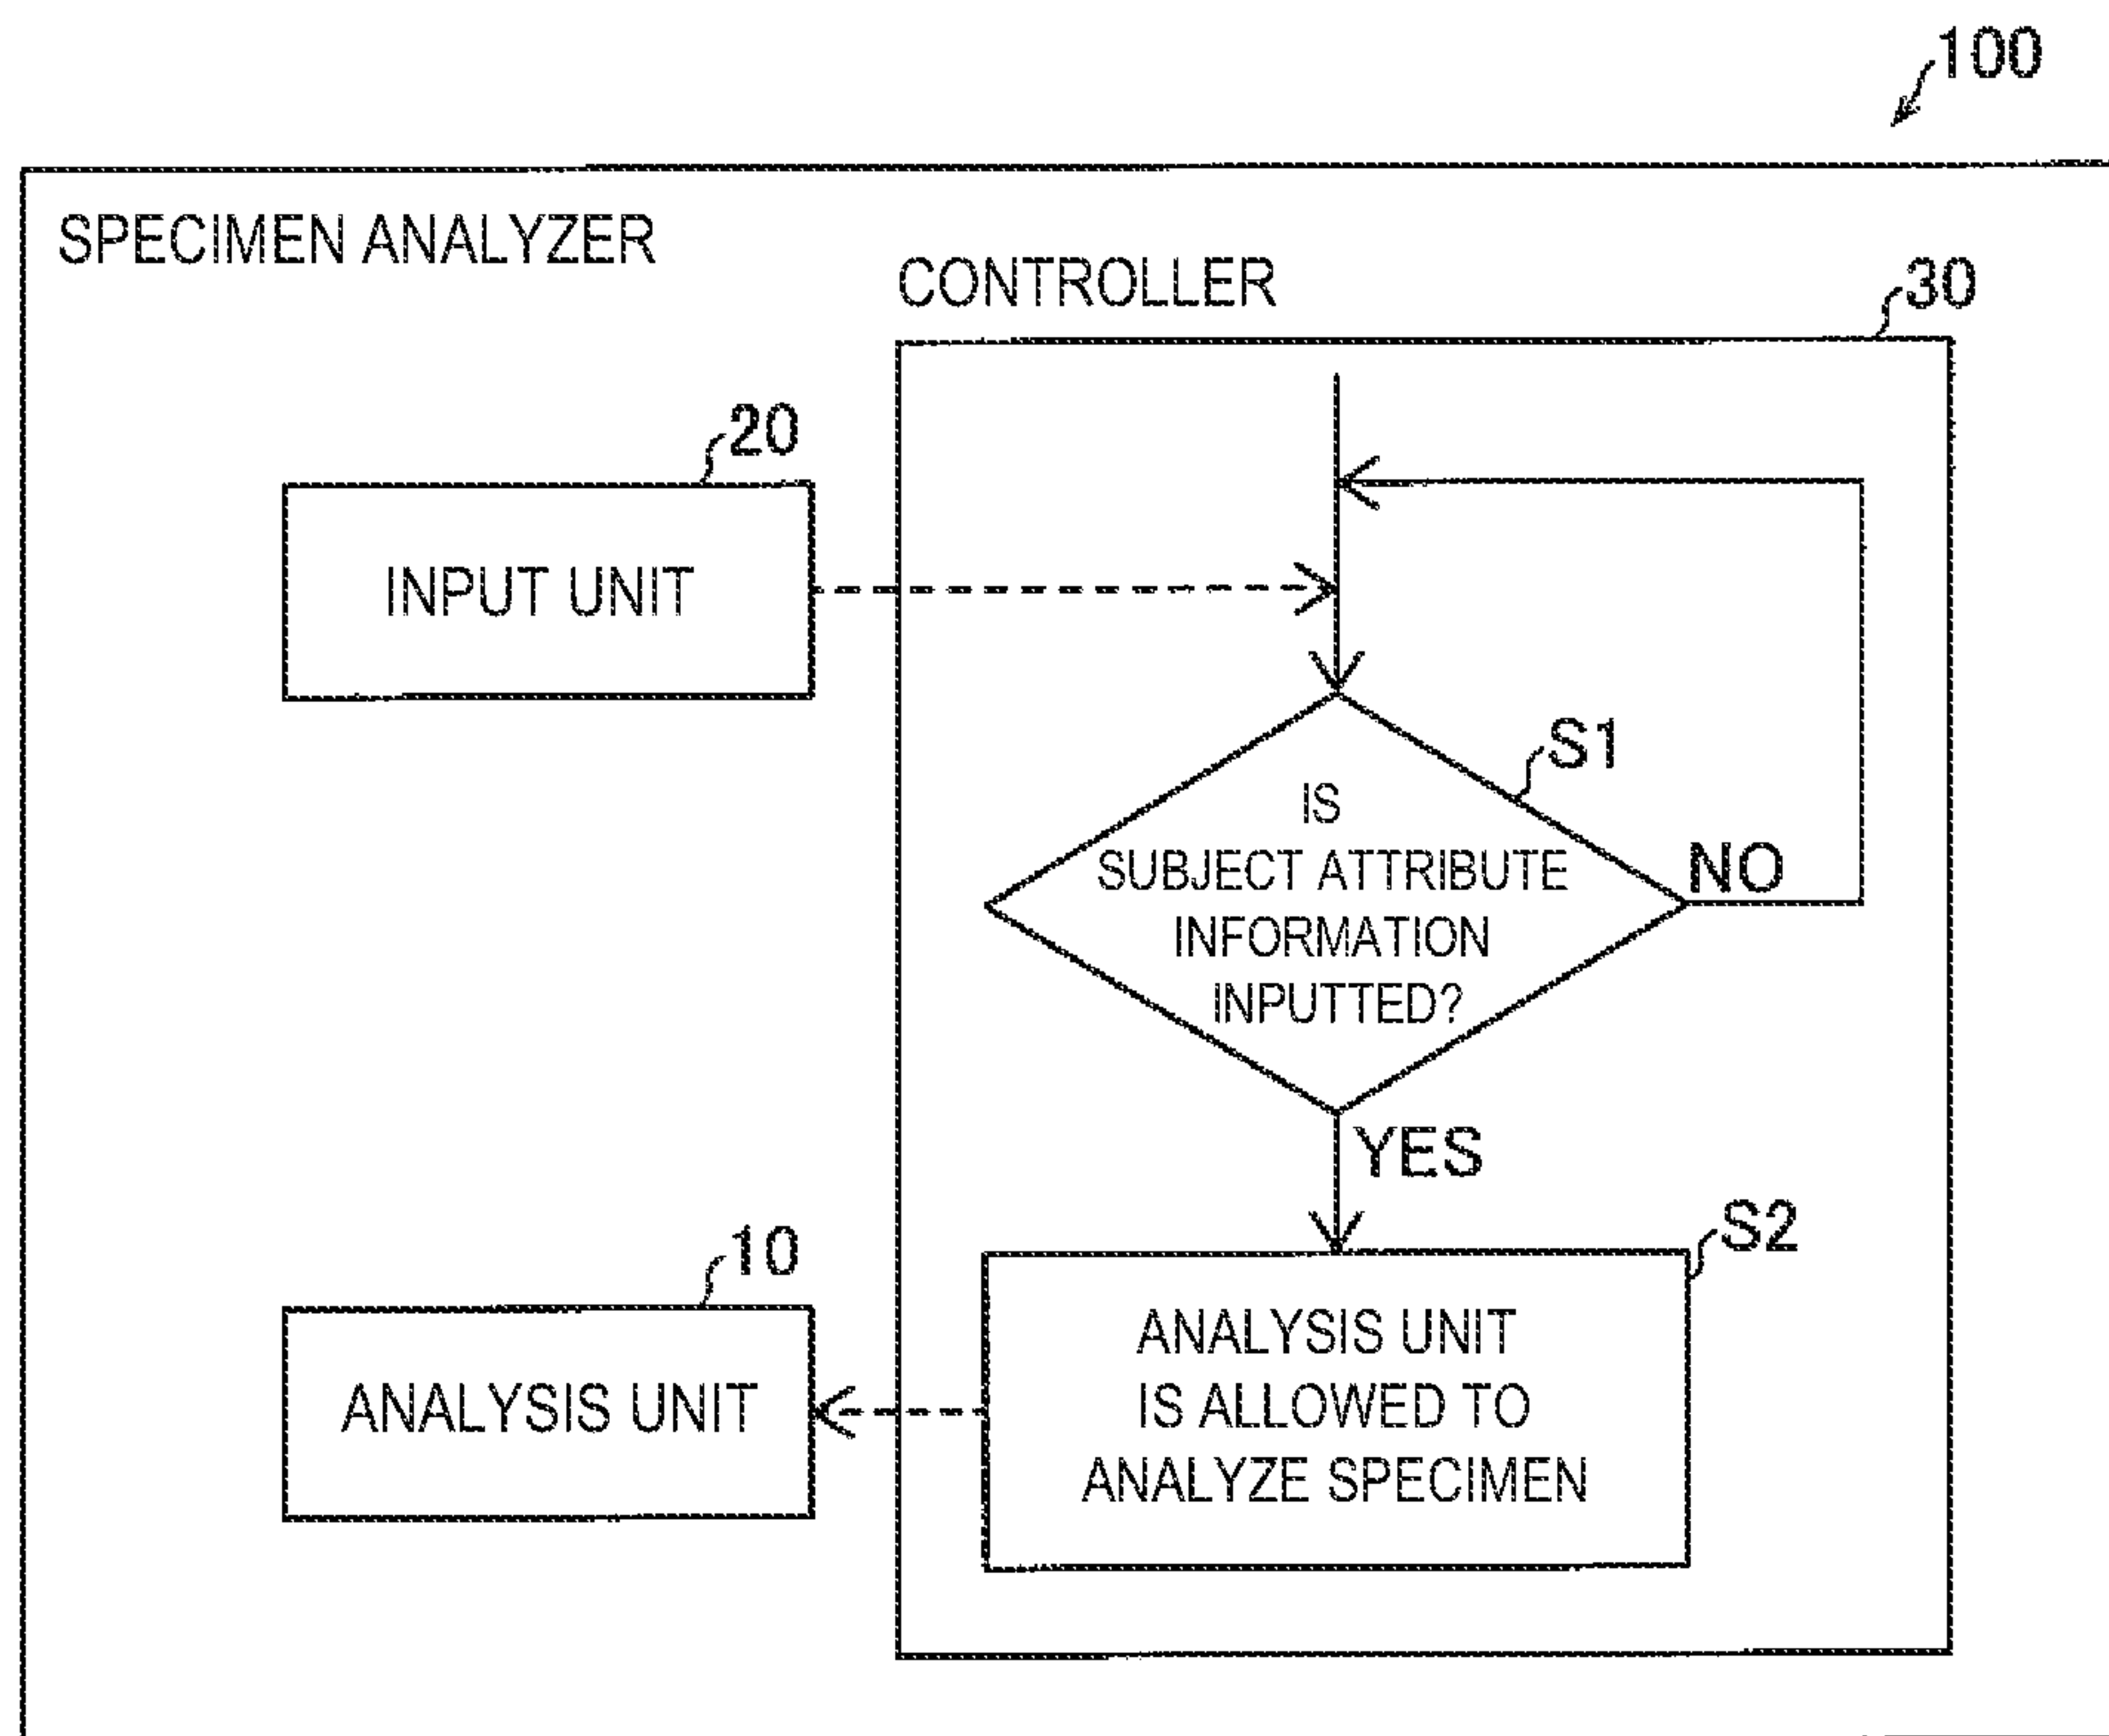 100
SPECIMEN ANALYZER
CONTROLLER
30
20
INPUT UNIT
S1
IS
SUBJECT ATTRIBUTE
INFORMATION
INPUTTED?
NO
YES
S2
10
ANALYSIS UNIT
ANALYSIS UNIT
IS ALLOWED TO
ANALYZE SPECIMEN